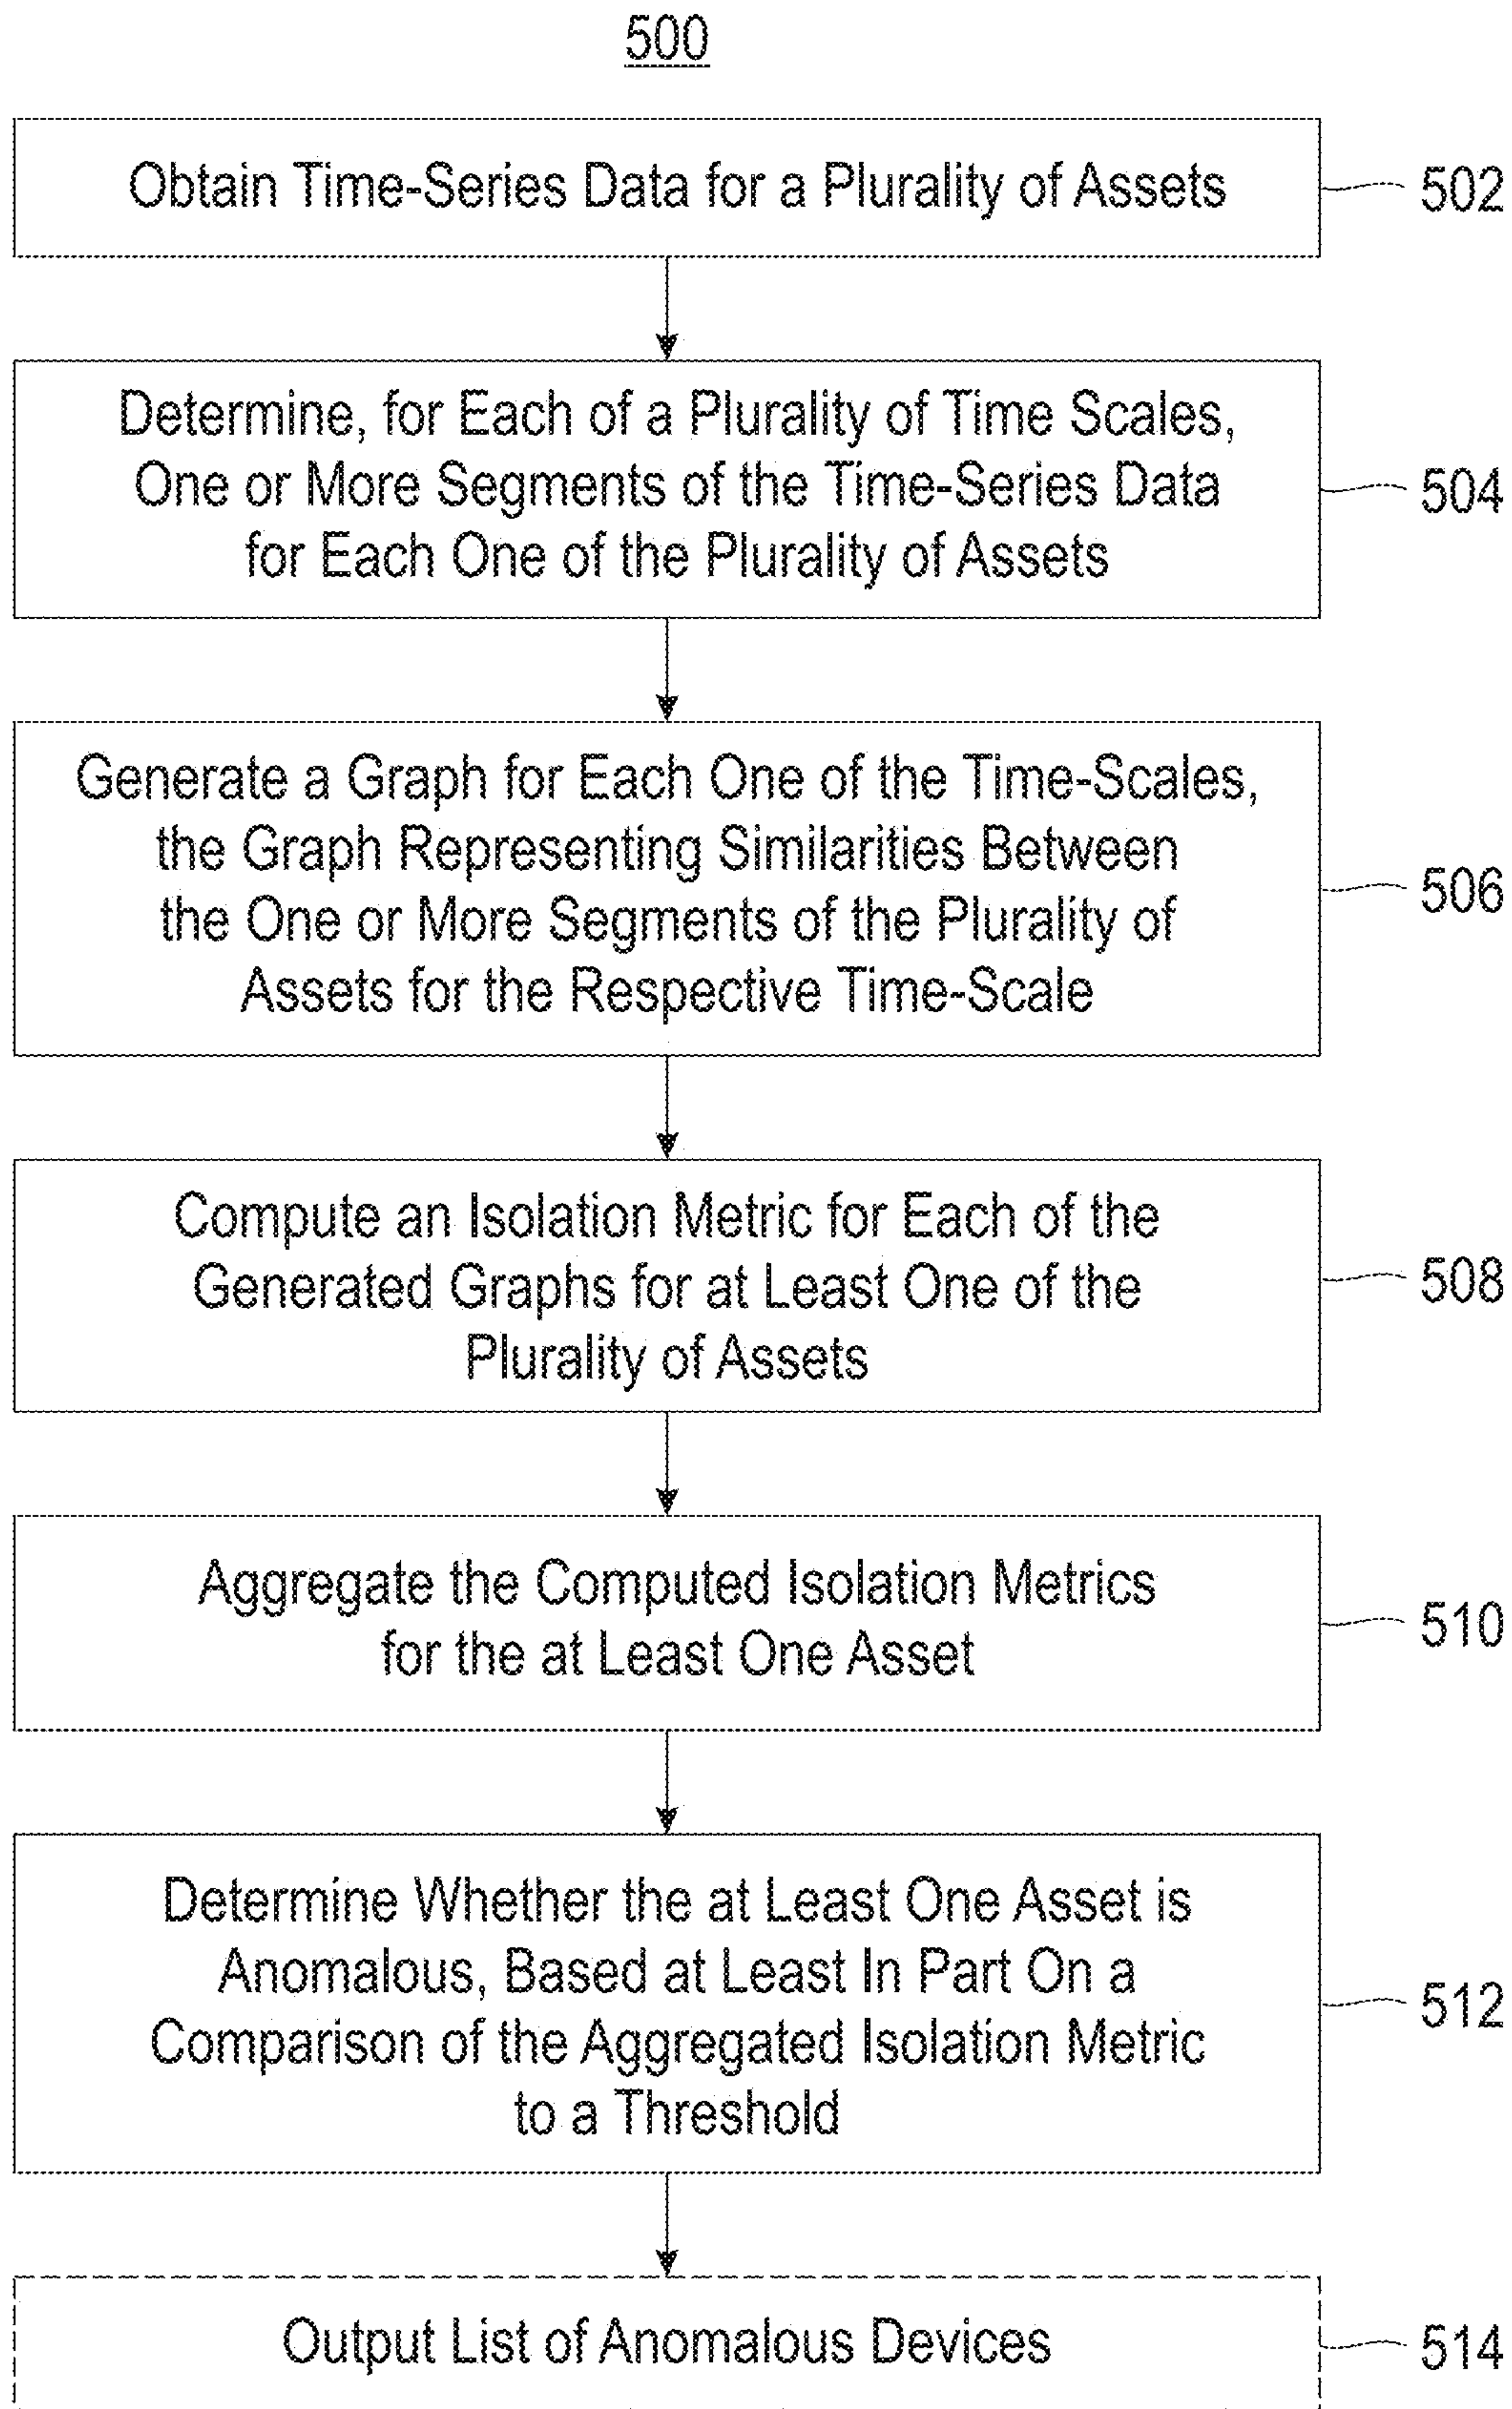 500
Obtain Time-Series Data for a Plurality of Assets
502
Determine, for Each of a Plurality of Time Scales,
One or More Segments of the Time-Series Data
for Each One of the Plurality of Assets
504
Generate a Graph for Each One of the Time-Scales,
the Graph Representing Similarities Between
the One or More Segments of the Plurality of
Assets for the Respective Time-Scale
506
Compute an Isolation Metric for Each of the
Generated Graphs for at Least One of the
Plurality of Assets
508
Aggregate the Computed Isolation Metrics
for the at Least One Asset
510
Determine Whether the at Least One Asset is
Anomalous, Based at Least In Part On a
Comparison of the Aggregated Isolation Metric
to a Threshold
512
Output List of Anomalous Devices
514